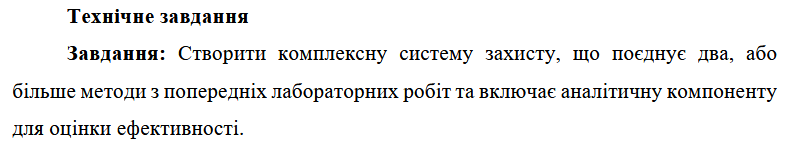 Технічне завдання
Завдання: Створити комплексну систему захисту, що поєднує два, або
більше методи з попередніх лабораторних робіт та включає аналітичну компоненту
для оцінки ефективності.